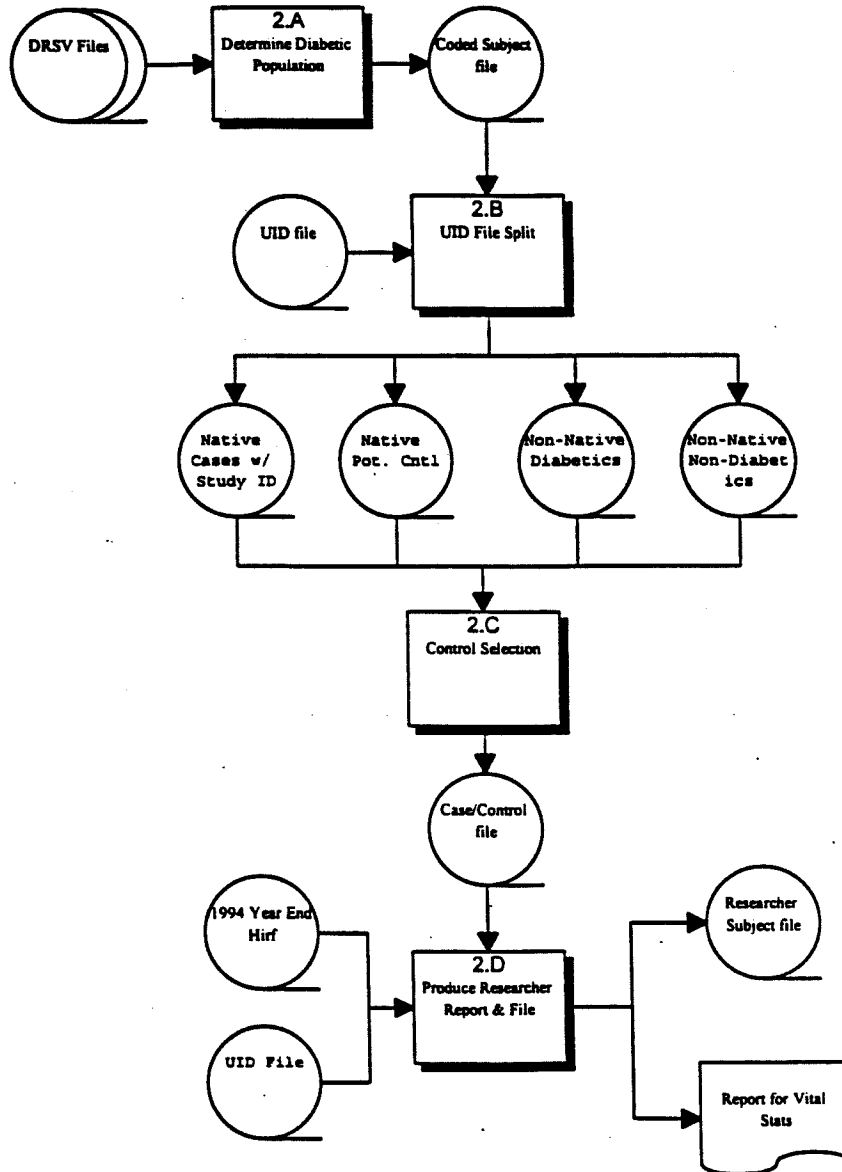 DRSV Files
2.A
Determine Diabetic
Population
Coded Subject
file
UID file
2.B
UID File Split
Native
Cases w/
Study ID
Native
Pot. Cntl
Non-Native
Diabetics
Non-Native
Non-Diabet
ics
2.C
Control Selection
Case/Control
file
1994 Year End
Hirf
UID File
2.D
Produce Researcher
Report & File
Researcher
Subject file
Report for Vital
Stats